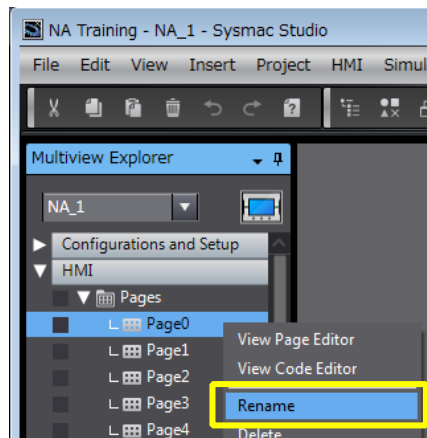 NA Training - NA_1 - Sysmac Studio
File Edit View Insert Project HMI Simul
Multiview Explorer
NA_1
Configurations and Setup
HMI
Pages
Page0
View Page Editor
Page1
View Code Editor
Page2
Page3
Rename
Page4
Delete